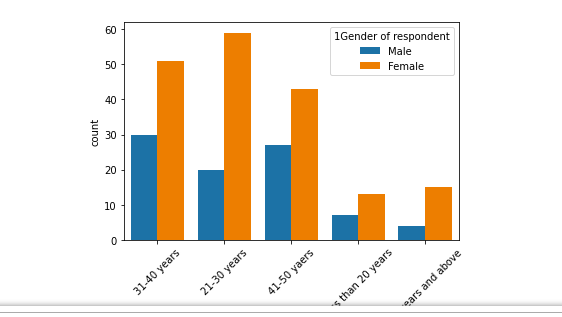 60
50
40
30
20
10
0
count
1Gender of respondent
Male
Female
31-40 years
21-30 years
41-50 yaers
than 20 years
and above